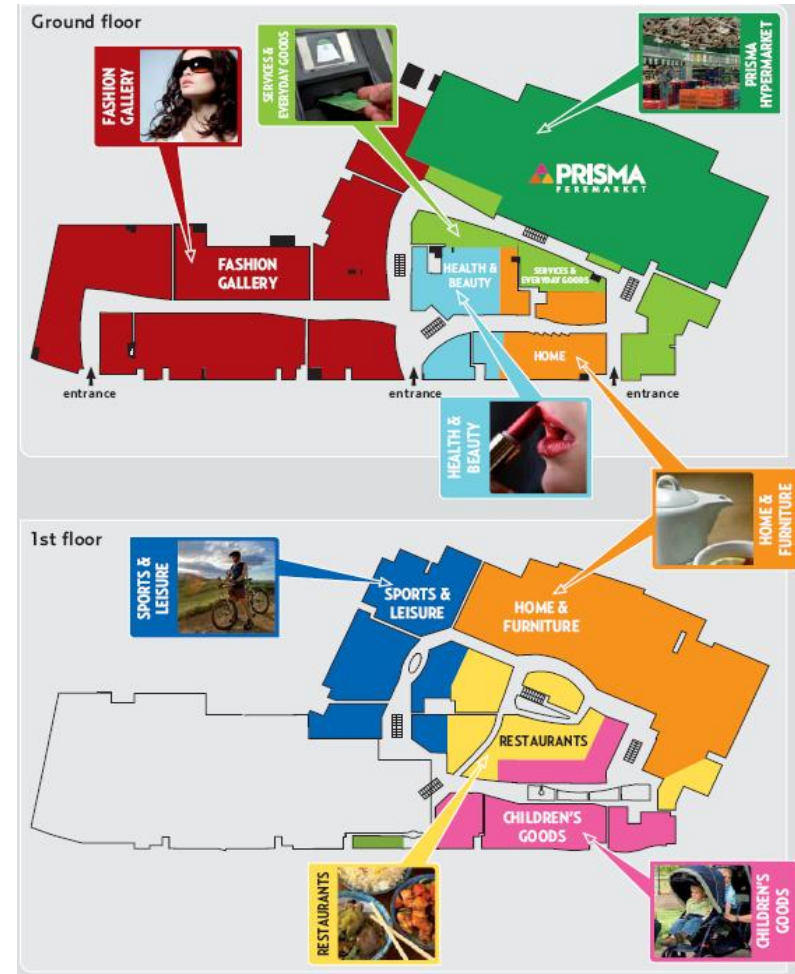 Ground floor
FASHION
GALLERY
SERVICES &
EVERYDAY GOODS
PRISMA
HYPERMARKET
PRISMA
PEREMARKET
FASHION
GALLERY
HEALTH &
BEAUTY
SERVICES &
EVERYDAY GOODS
HOME
entrance
entrance
entrance
HEALTH &
BEAUTY
HOME &
FURNITURE
1st floor
SPORTS &
LEISURE
SPORTS &
LEISURE
HOME &
FURNITURE
RESTAURANTS
CHILDREN'S
GOODS
RESTAURANTS
CHILDREN'S
GOODS